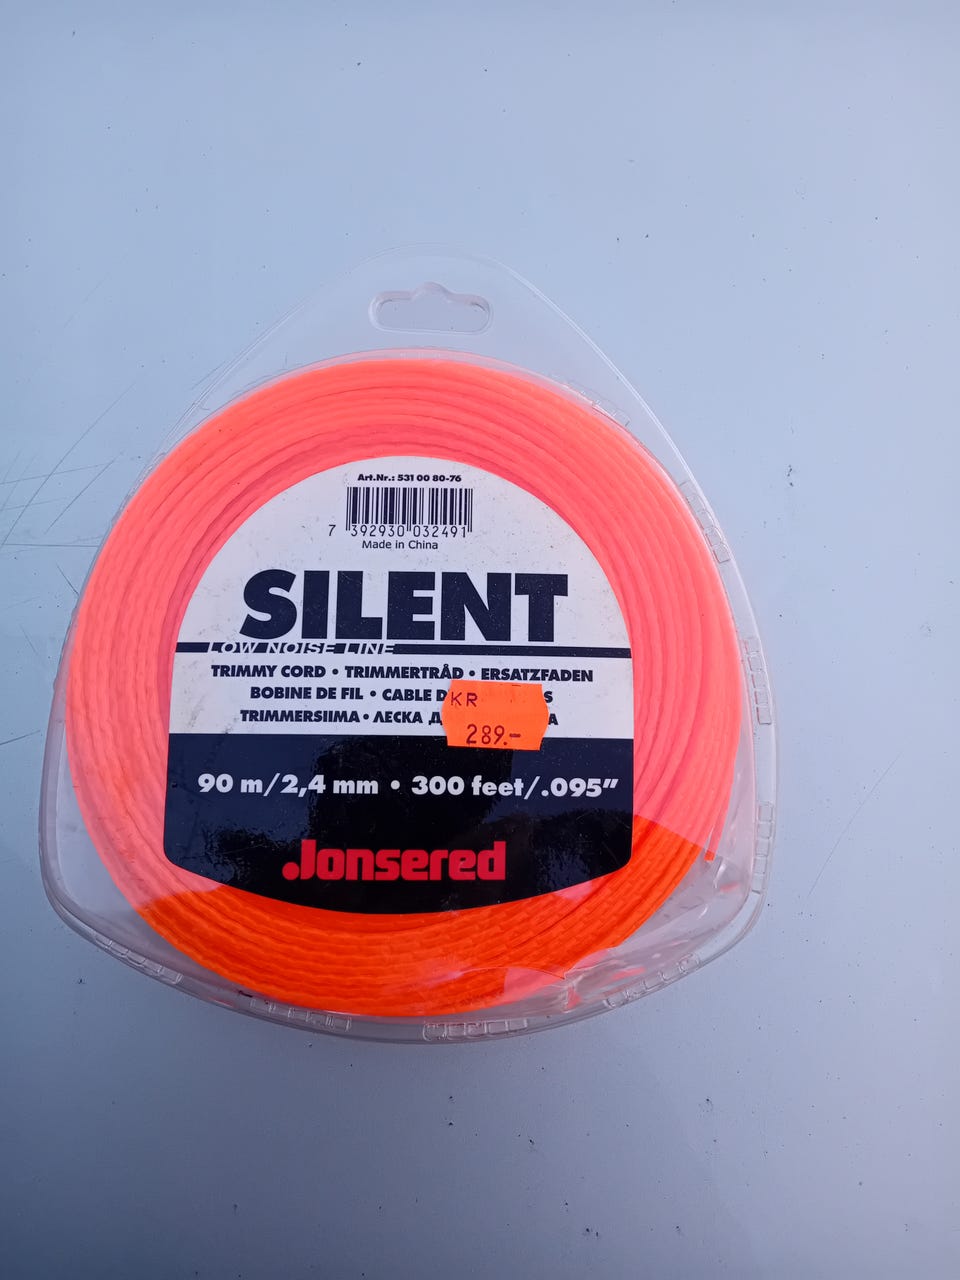 Art.Nr.: 531 00 80-76
7 392930 032491
Made in China
SILENT
LOW NOISE LINE
TRIMMY CORD • TRIMMERTRÅD • ERSATZFADEN
BOBINE DE FIL • CABLE
TRIMMERSIIMA • ЛЕСКА
KR
289.-
90 m/2,4 mm • 300 feet/.095”
Jonsered